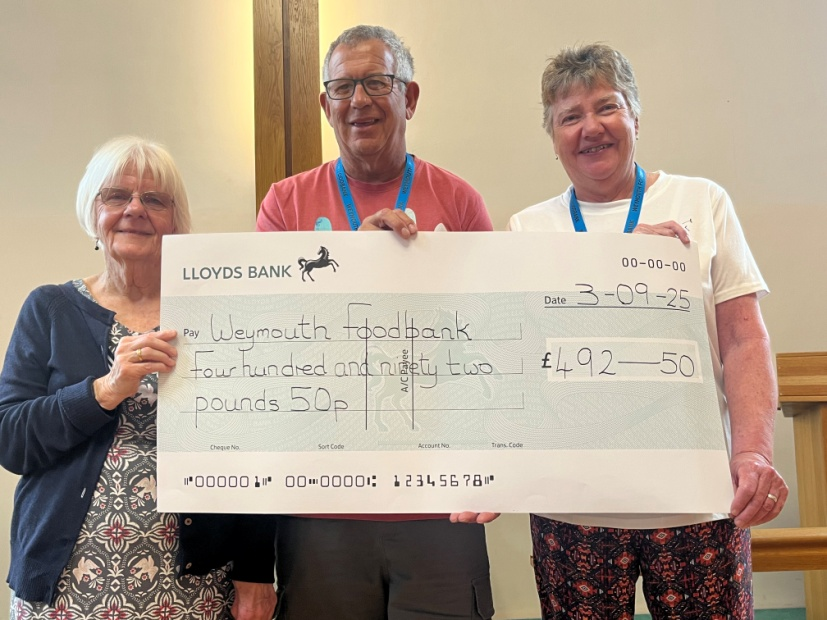 LLOYDS BANK
00-00-00
Date 3-09-25
Pay Weymouth Foodbank
Four hundred and ninety two
pounds 50p
£492—50
A/C Payee
Cheque No. Sort Code Account No. Trans. Code
⑈000001⑈ 00⑉0000⑆ 12345678⑈